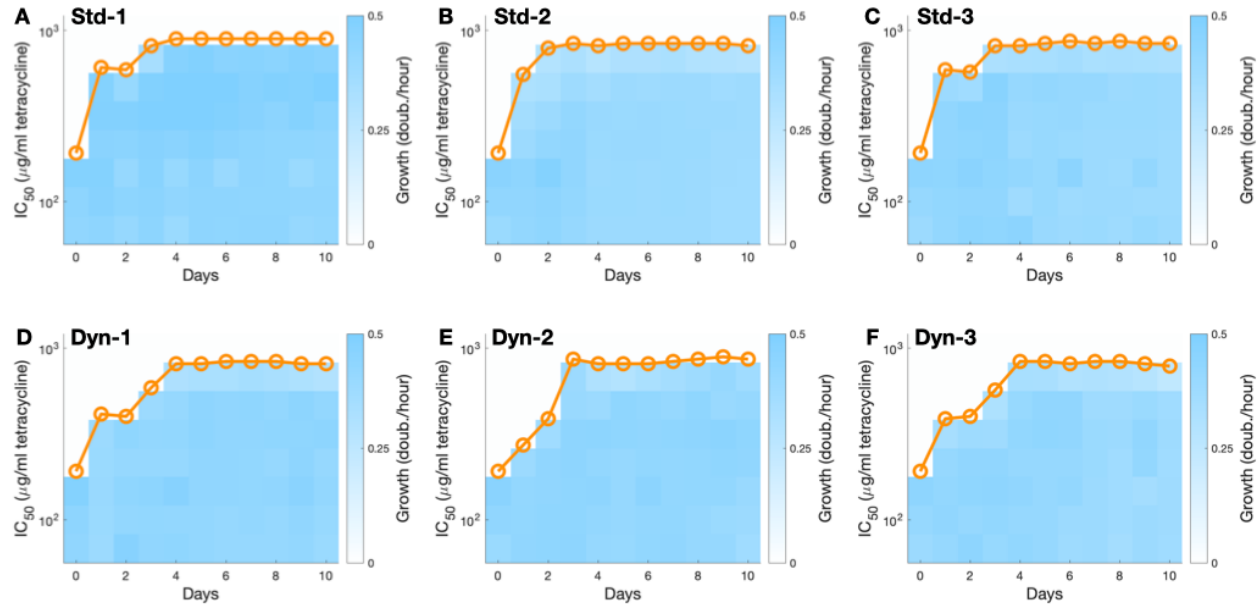 A Std-1
10³
10²
IC₅₀ (μg/ml tetracycline)
0 2 4 6 8 10
Days
0.5
0.25
0
Growth (doub./hour)
B Std-2
10³
10²
IC₅₀ (μg/ml tetracycline)
0 2 4 6 8 10
Days
0.5
0.25
0
Growth (doub./hour)
C Std-3
10³
10²
IC₅₀ (μg/ml tetracycline)
0 2 4 6 8 10
Days
0.5
0.25
0
Growth (doub./hour)
D Dyn-1
10³
10²
IC₅₀ (μg/ml tetracycline)
0 2 4 6 8 10
Days
0.5
0.25
0
Growth (doub./hour)
E Dyn-2
10³
10²
IC₅₀ (μg/ml tetracycline)
0 2 4 6 8 10
Days
0.5
0.25
0
Growth (doub./hour)
F Dyn-3
10³
10²
IC₅₀ (μg/ml tetracycline)
0 2 4 6 8 10
Days
0.5
0.25
0
Growth (doub./hour)